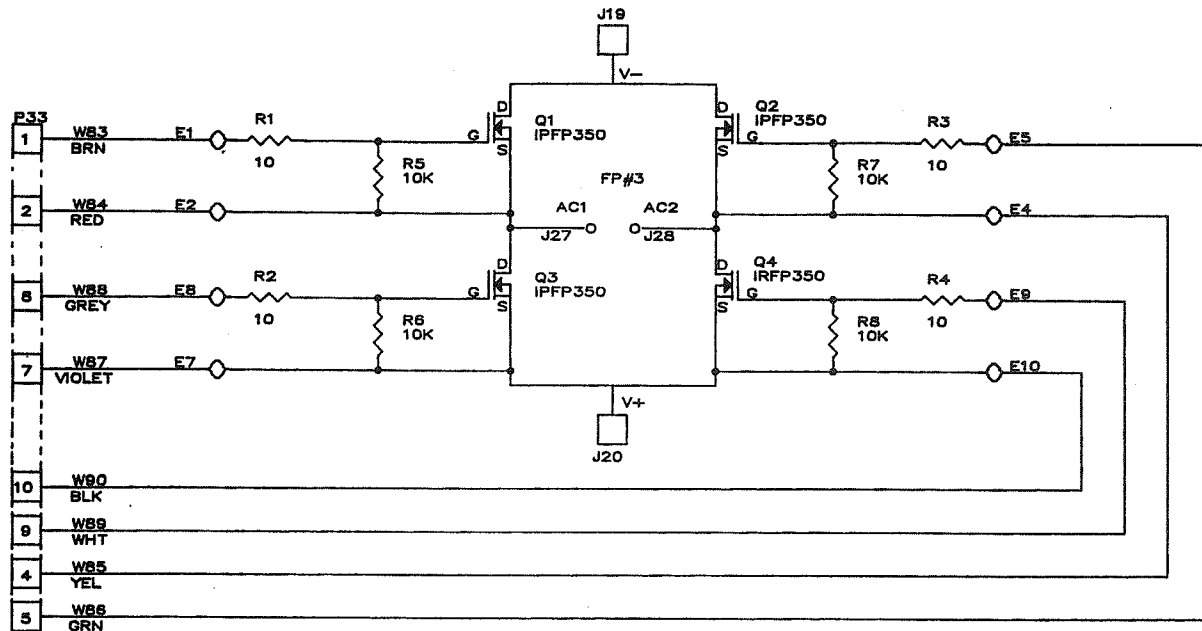 J19
V-
P33
1 W83 BRN E1 R1 10
D G S Q1 IPFP350
D G S Q2 IPFP350
R3 10 E5
R5 10K
R7 10K
FP#3
2 W84 RED E2
AC1 J27
AC2 J28
E4
6 W88 GREY E8 R2 10
D G S Q3 IPFP350
D G S Q4 IRFP350
R4 10 E9
R6 10K
R8 10K
7 W87 VIOLET E7
E10
V+
J20
10 W90 BLK
9 W89 WHT
4 W85 YEL
5 W86 GRN